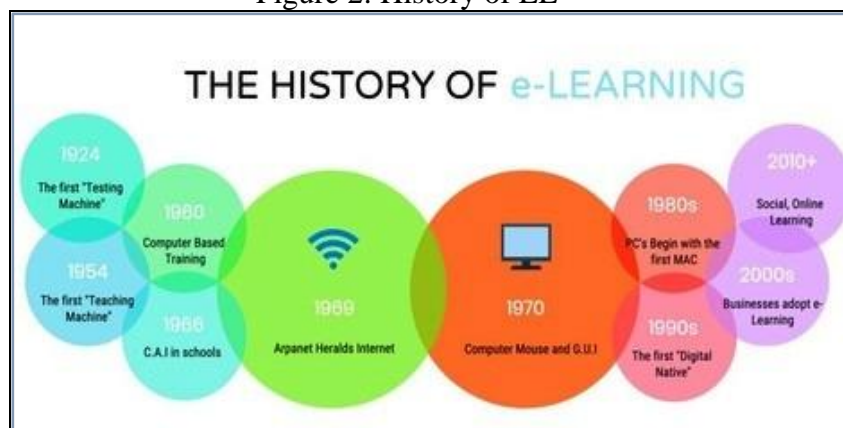 Figure 2: History of EL
THE HISTORY OF e-LEARNING
1924
The first "Testing
Machine"
1954
The first "Teaching
Machine"
1960
Computer Based
Training
1966
C.A.I in schools
1969
Arpanet Heralds Internet
1970
Computer Mouse and G.U.I
1980s
PC's Begin with the
first MAC
1990s
The first "Digital
Native"
2000s
Businesses adopt e-
Learning
2010+
Social, Online
Learning